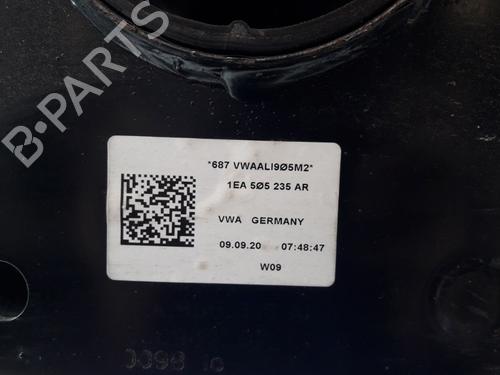 B-PARTS
*687 VWAALI9Ø5M2*
1EA 5Ø5 235 AR
VWA GERMANY
09.09.20 07:48:47
W09